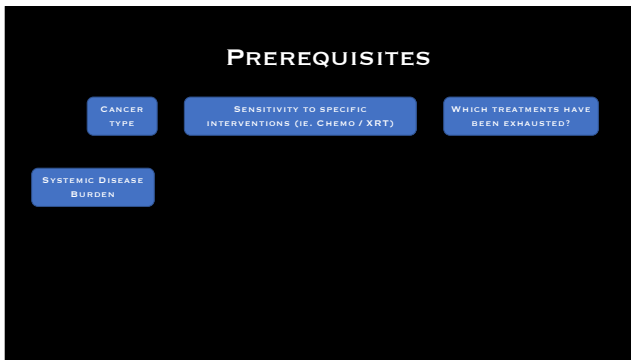 Prerequisites
Cancer
type
Sensitivity to specific
interventions (ie. Chemo / XRT)
Which treatments have
been exhausted?
Systemic Disease
Burden